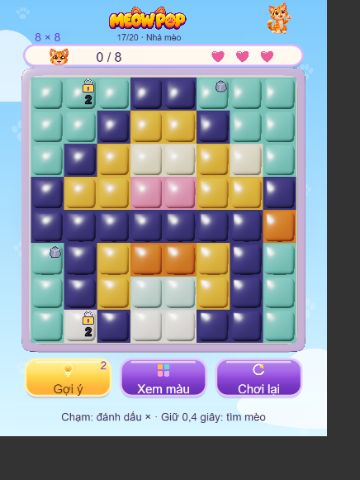 MEOW POP
8 × 8
17/20 · Nhà mèo
0 / 8
2
2
2
Gợi ý
Xem màu
Chơi lại
Chạm: đánh dấu × · Giữ 0,4 giây: tìm mèo